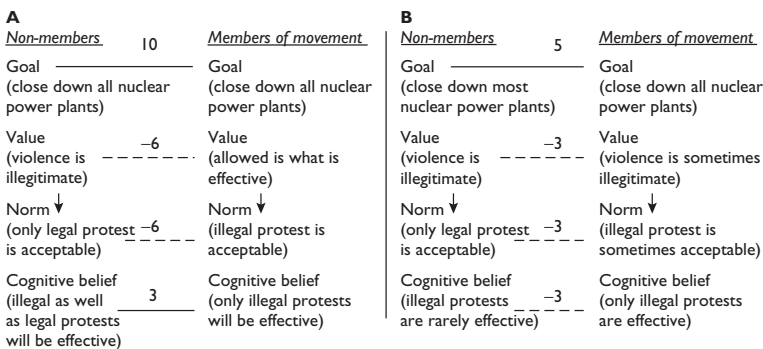 A
Non-members 10 Members of movement
Goal Goal
(close down all nuclear (close down all nuclear
power plants) power plants)
Value Value
(violence is −6 (allowed is what is
illegitimate) effective)
Norm Norm
(only legal protest −6 (illegal protest is
is acceptable) acceptable)
Cognitive belief Cognitive belief
(illegal as well 3 (only illegal protests
as legal protests will be effective)
will be effective)
B
Non-members 5 Members of movement
Goal Goal
(close down most (close down all nuclear
nuclear power plants) power plants)
Value Value
(violence is −3 (violence is sometimes
illegitimate) illegitimate)
Norm Norm
(only legal protest −3 (illegal protest is
is acceptable) sometimes acceptable)
Cognitive belief Cognitive belief
(illegal protests −3 (only illegal protests
are rarely effective) are effective)